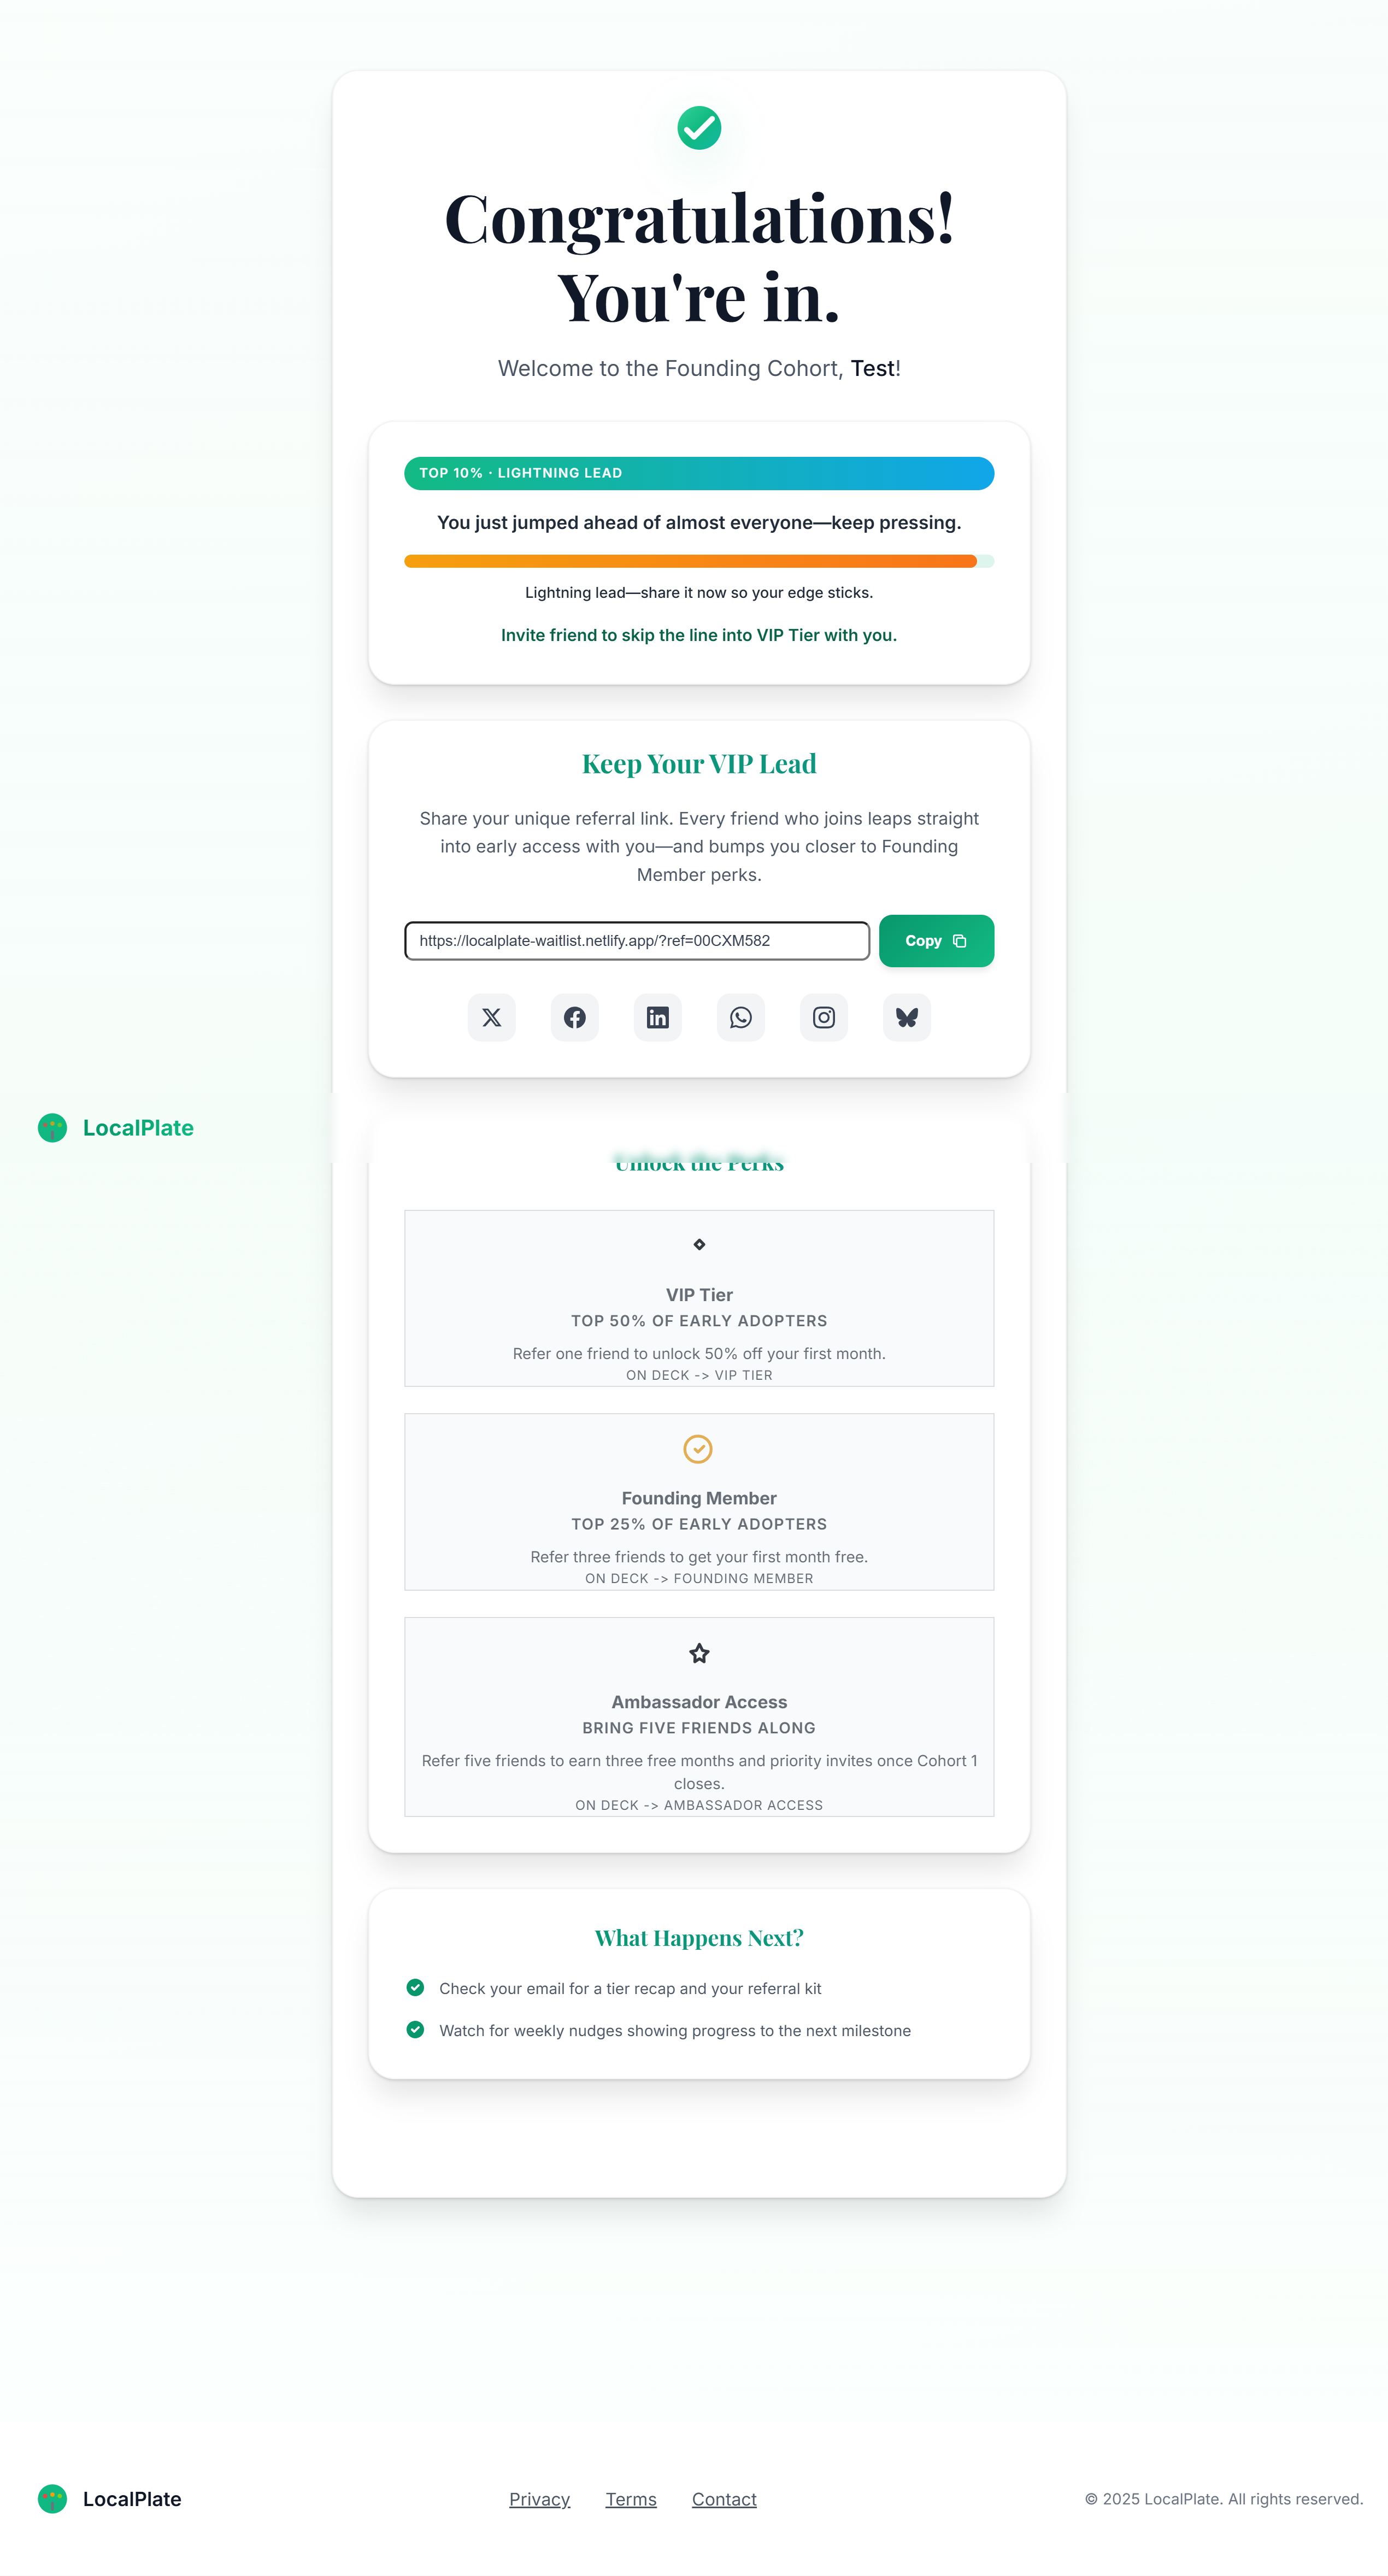 Congratulations!
You're in.
Welcome to the Founding Cohort, Test!
TOP 10% · LIGHTNING LEAD
You just jumped ahead of almost everyone—keep pressing.
Lightning lead—share it now so your edge sticks.
Invite friend to skip the line into VIP Tier with you.
Keep Your VIP Lead
Share your unique referral link. Every friend who joins leaps straight
into early access with you—and bumps you closer to Founding
Member perks.
https://localplate-waitlist.netlify.app/?ref=00CXM582
Copy
LocalPlate
Unlock the Perks
VIP Tier
TOP 50% OF EARLY ADOPTERS
Refer one friend to unlock 50% off your first month.
ON DECK -> VIP TIER
Founding Member
TOP 25% OF EARLY ADOPTERS
Refer three friends to get your first month free.
ON DECK -> FOUNDING MEMBER
Ambassador Access
BRING FIVE FRIENDS ALONG
Refer five friends to earn three free months and priority invites once Cohort 1
closes.
ON DECK -> AMBASSADOR ACCESS
What Happens Next?
Check your email for a tier recap and your referral kit
Watch for weekly nudges showing progress to the next milestone
LocalPlate
Privacy Terms Contact
© 2025 LocalPlate. All rights reserved.